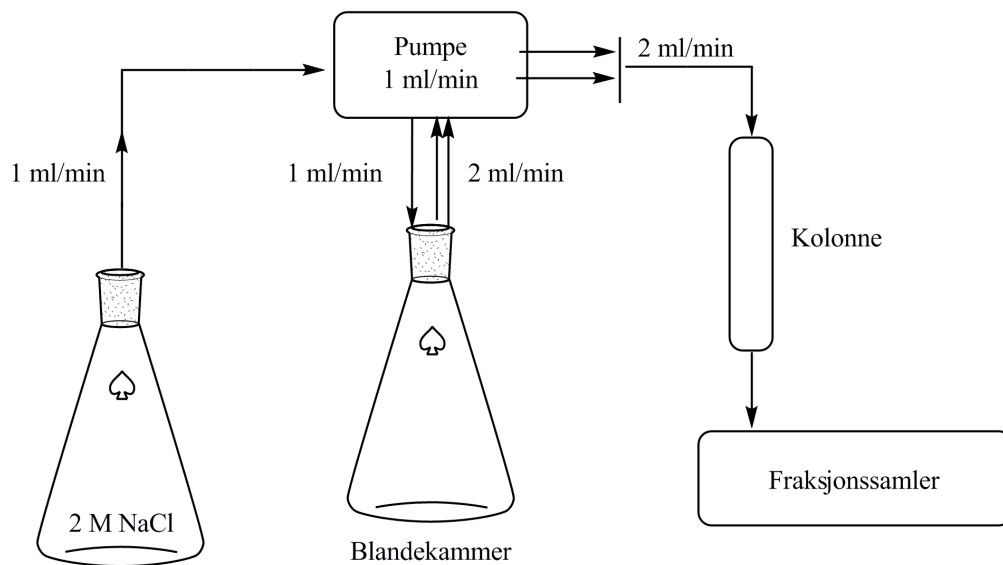 Pumpe
1 ml/min
2 ml/min
1 ml/min
1 ml/min
2 ml/min
Kolonne
2 M NaCl
Blandekammer
Fraksjonssamler